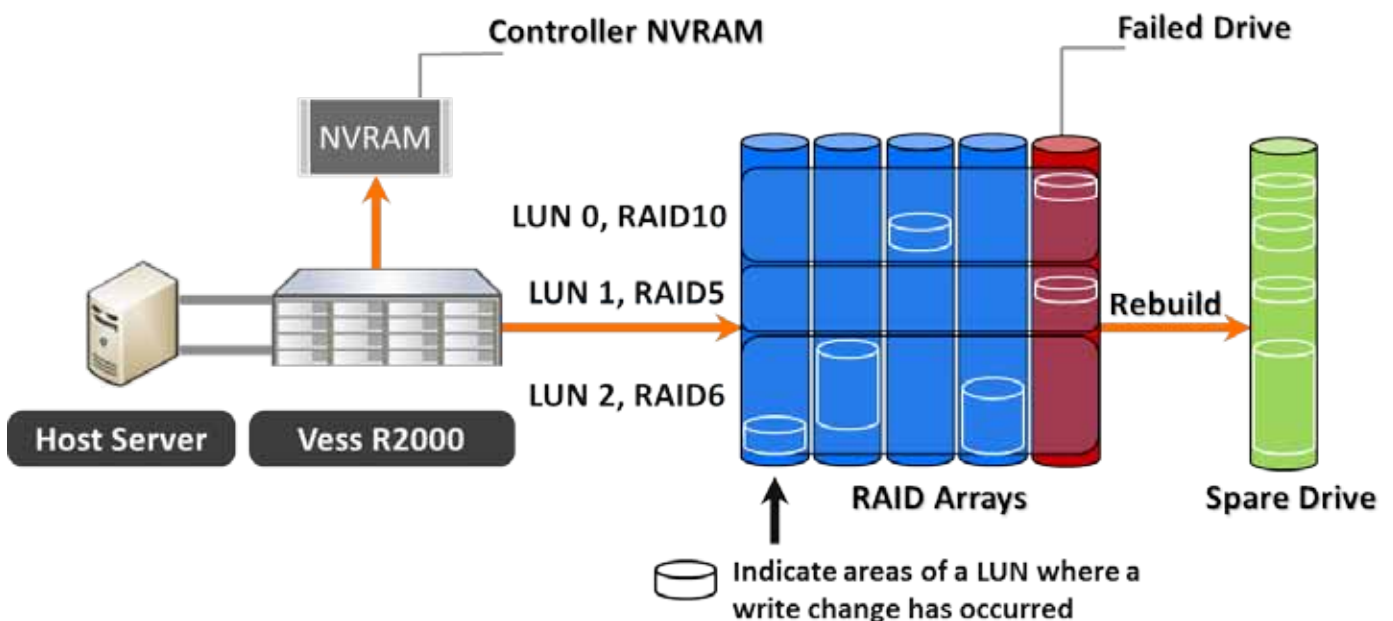 Controller NVRAM
Failed Drive
NVRAM
LUN 0, RAID10
LUN 1, RAID5
Rebuild
LUN 2, RAID6
Host Server
Vess R2000
RAID Arrays
Spare Drive
Indicate areas of a LUN where a
write change has occurred